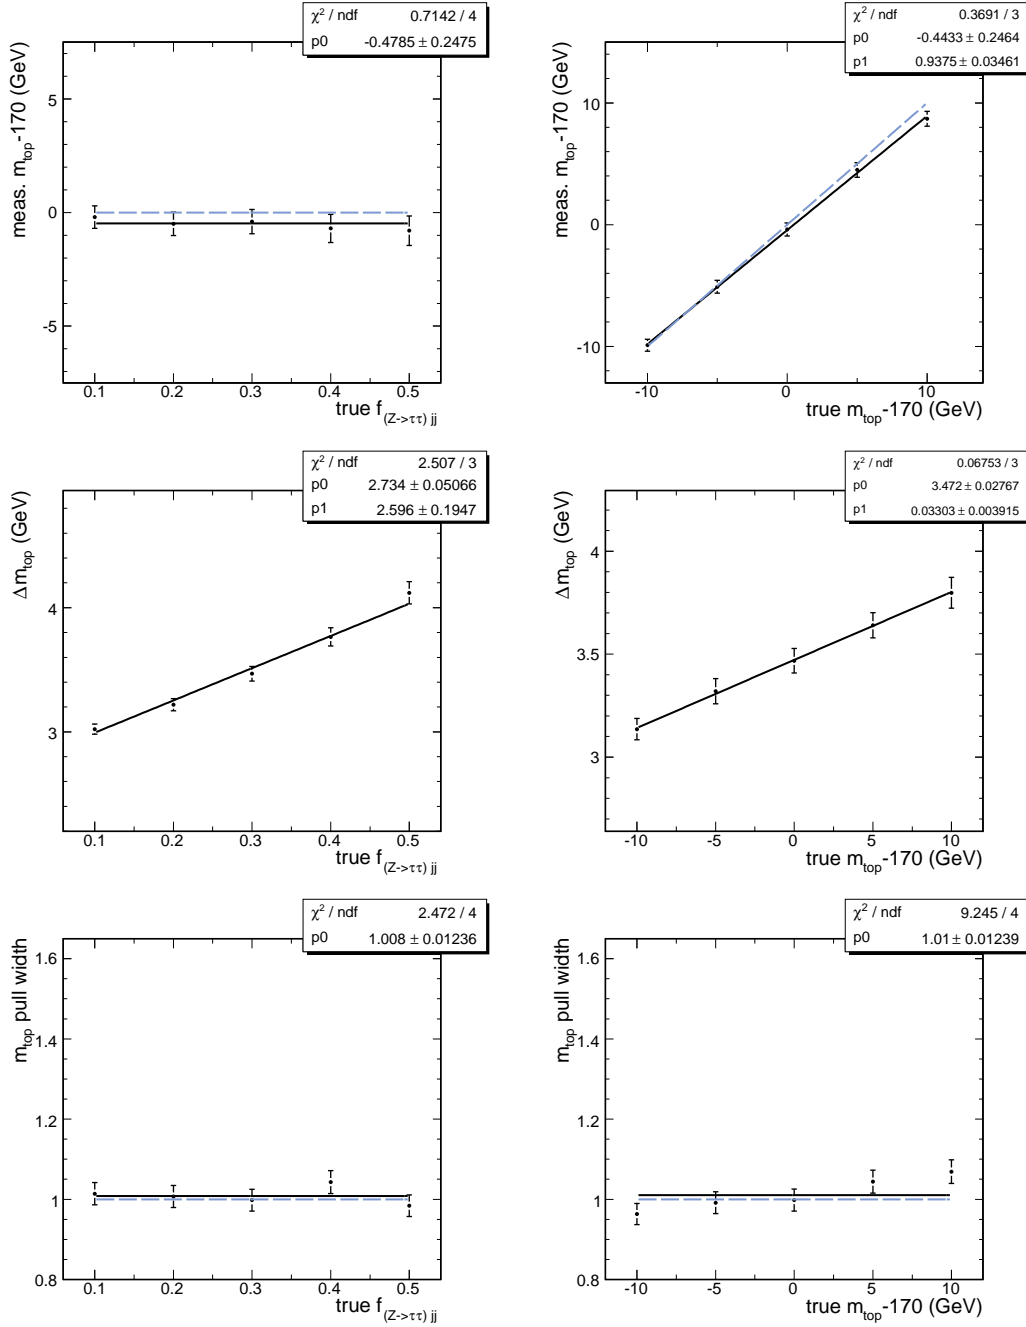 χ² / ndf 0.7142 / 4
p0 -0.4785 ± 0.2475
meas. m_top-170 (GeV)
5
0
-5
0.1 0.2 0.3 0.4 0.5
true f_(Z->ττ) jj
χ² / ndf 0.3691 / 3
p0 -0.4433 ± 0.2464
p1 0.9375 ± 0.03461
meas. m_top-170 (GeV)
10
0
-10
-10 0 10
true m_top-170 (GeV)
χ² / ndf 2.507 / 3
p0 2.734 ± 0.05066
p1 2.596 ± 0.1947
Δm_top (GeV)
4
3
0.1 0.2 0.3 0.4 0.5
true f_(Z->ττ) jj
χ² / ndf 0.06753 / 3
p0 3.472 ± 0.02767
p1 0.03303 ± 0.003915
Δm_top (GeV)
4
3.5
3
-10 -5 0 5 10
true m_top-170 (GeV)
χ² / ndf 2.472 / 4
p0 1.008 ± 0.01236
m_top pull width
1.6
1.4
1.2
1
0.8
0.1 0.2 0.3 0.4 0.5
true f_(Z->ττ) jj
χ² / ndf 9.245 / 4
p0 1.01 ± 0.01239
m_top pull width
1.6
1.4
1.2
1
0.8
-10 -5 0 5 10
true m_top-170 (GeV)